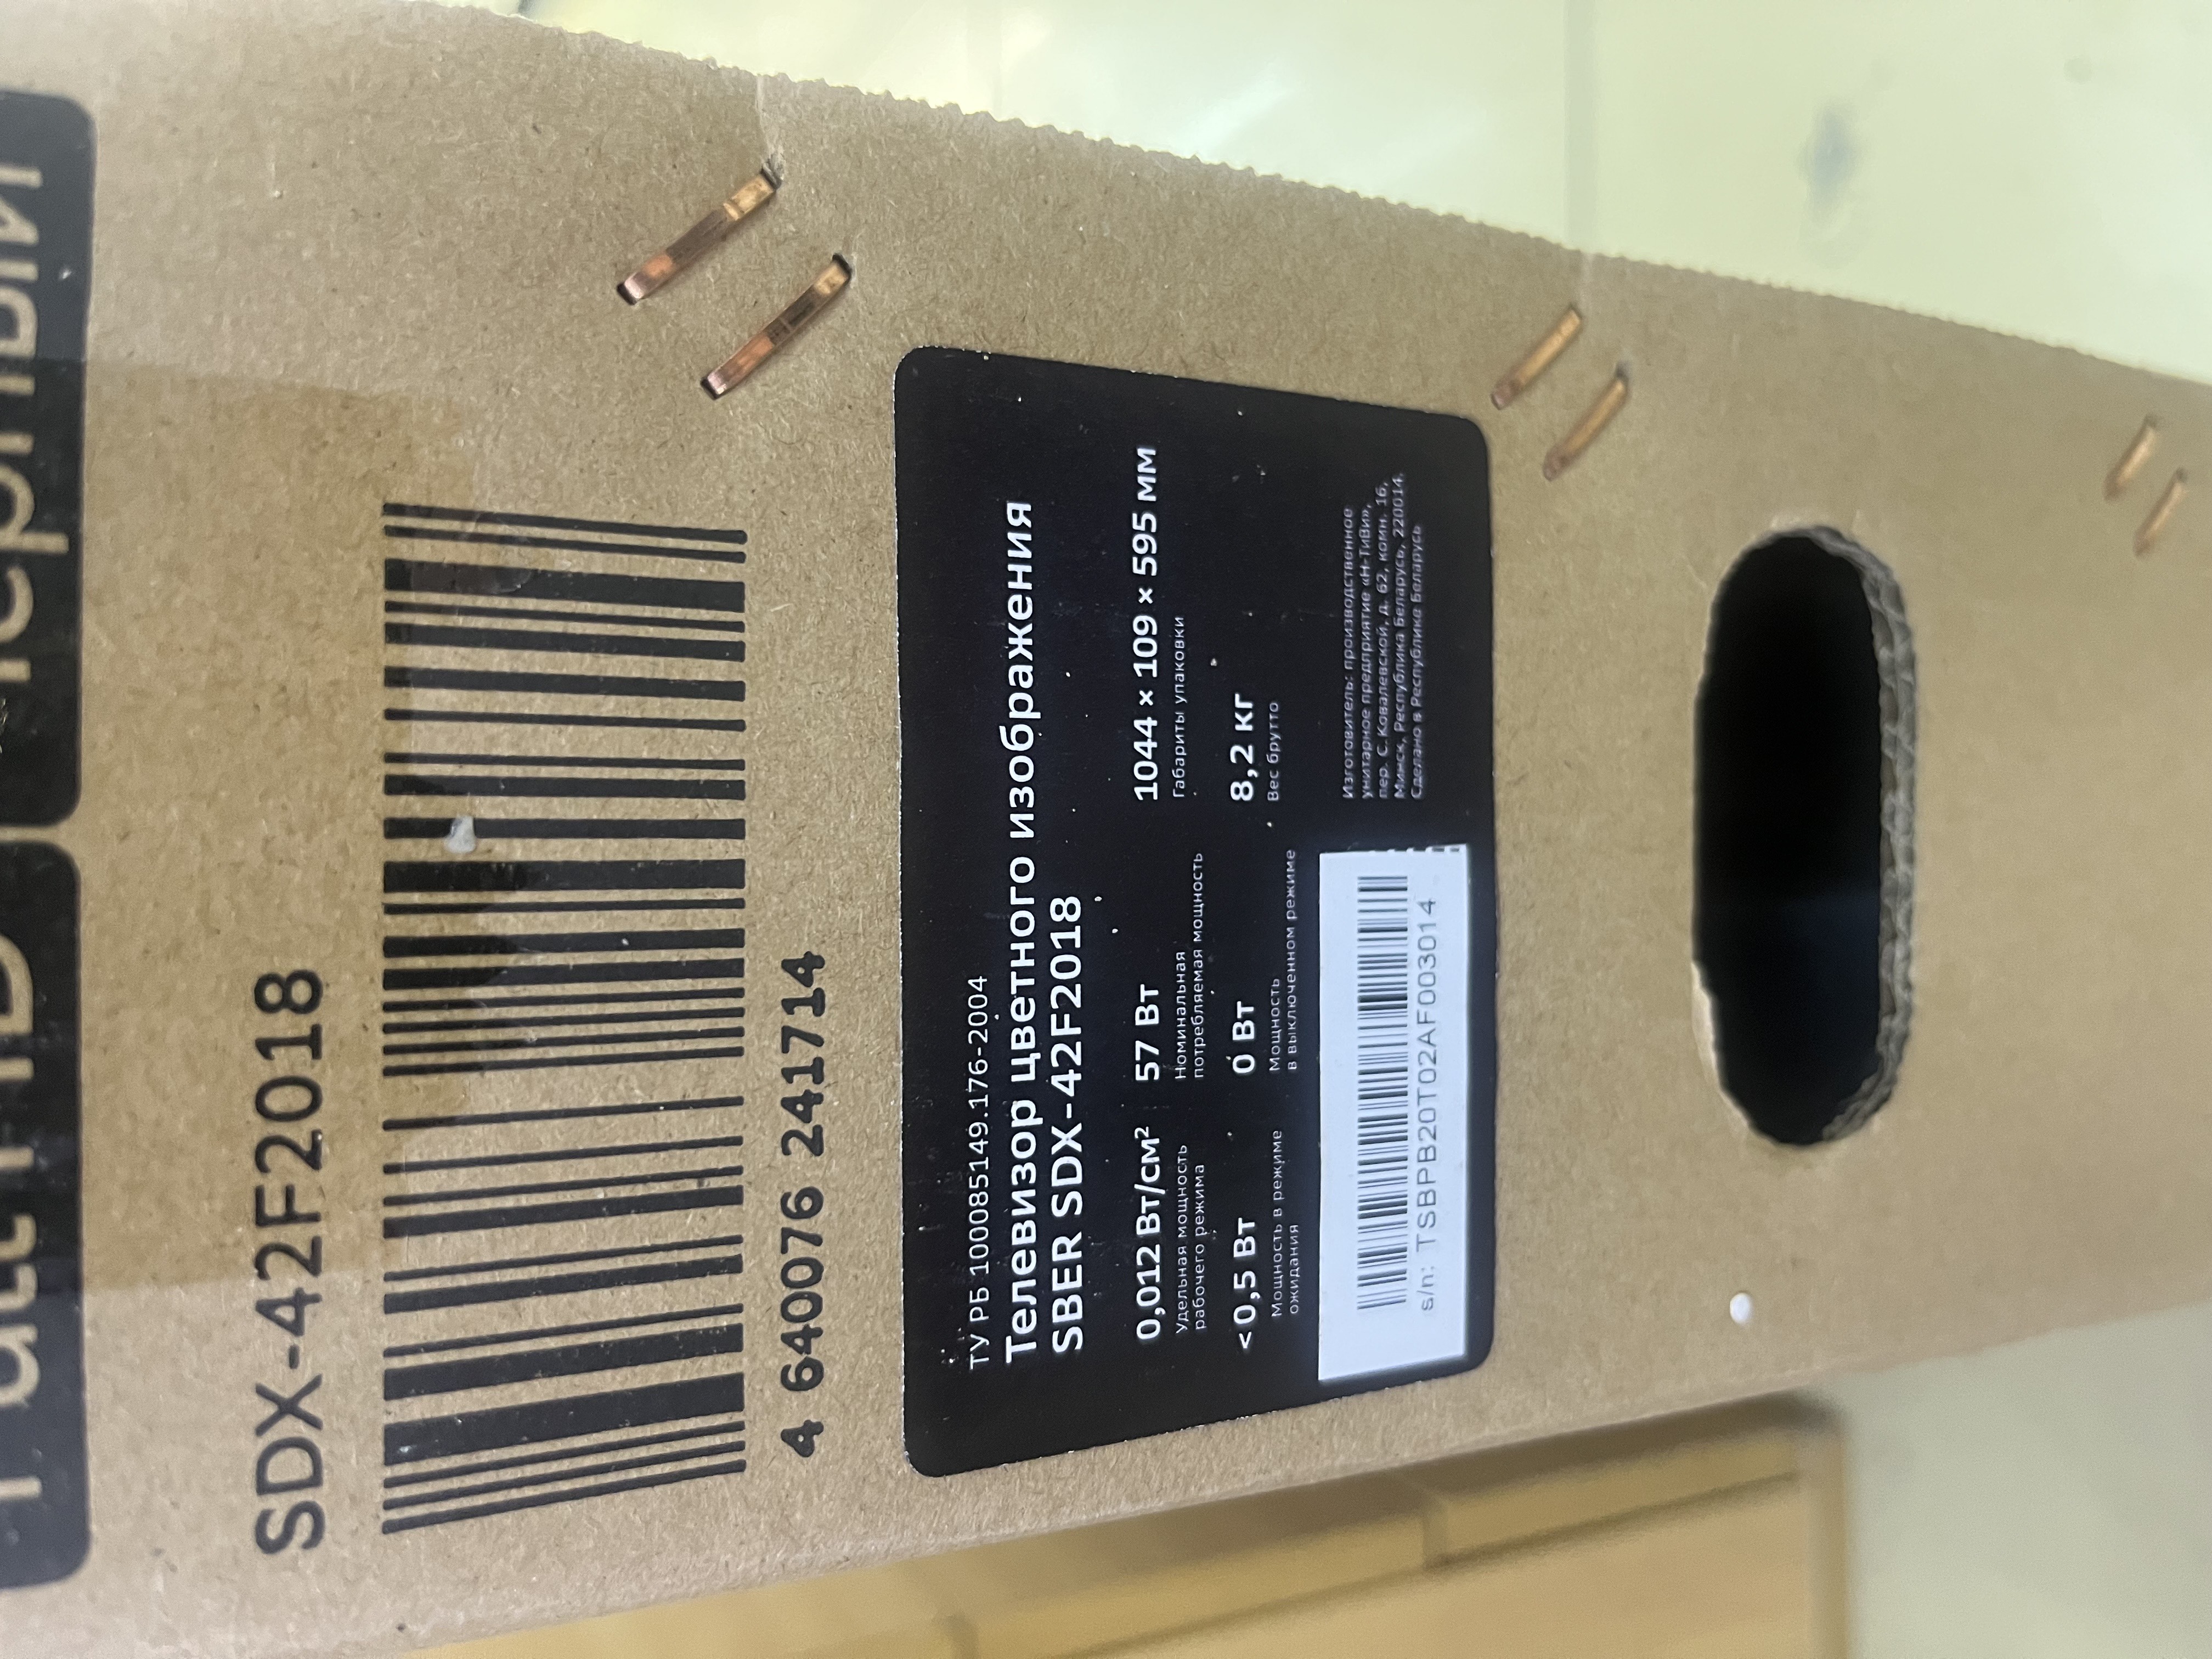 Full HD
SDX-42F2018
4 640076 241714
ТУ РБ 100085149.176-2004
Телевизор цветного изображения
SBER SDX-42F2018
0,012 Вт/см²
Удельная мощность
рабочего режима
57 Вт
Номинальная
потребляемая мощность
1044 × 109 × 595 мм
Габариты упаковки
<0,5 Вт
Мощность в режиме
ожидания
0 Вт
Мощность
в выключенном режиме
8,2 кг
Вес брутто
s/n: TSBPB20T02AF003014
Изготовитель: производственное
унитарное предприятие «Н-ТиВи»,
пер. С. Ковалевской, д. 62, комн. 16,
Минск, Республика Беларусь, 220014.
Сделано в Республике Беларусь